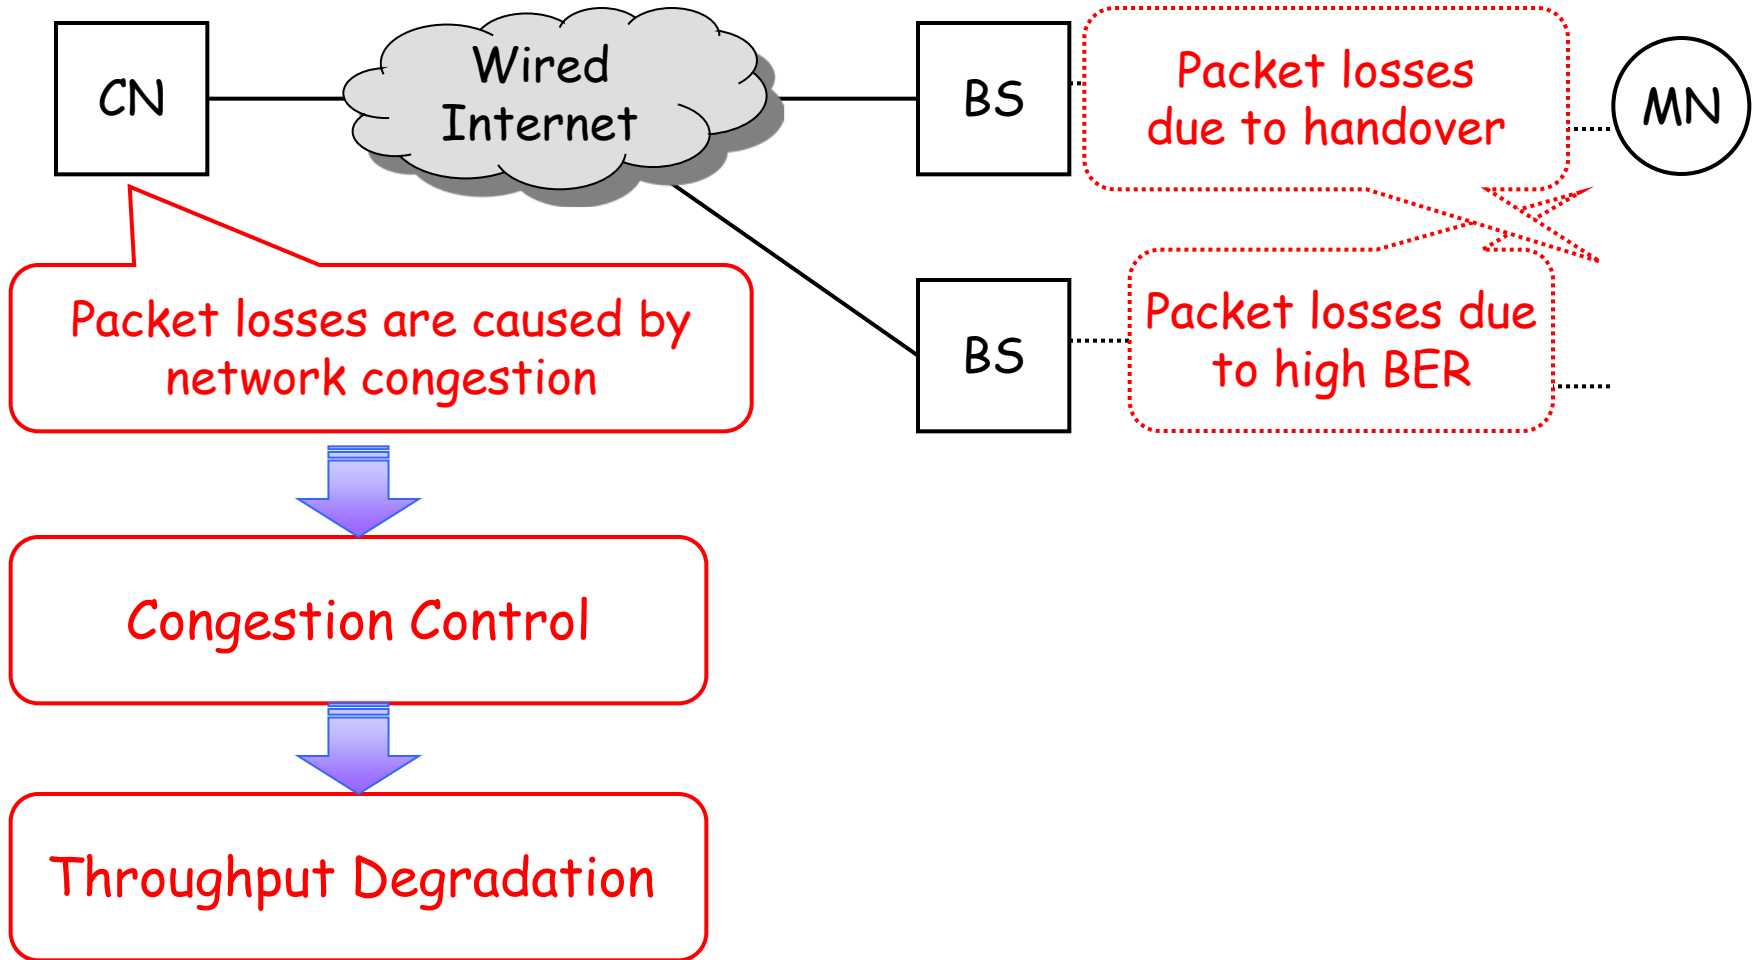 CN
Wired
Internet
BS
Packet losses
due to handover
MN
Packet losses are caused by
network congestion
BS
Packet losses due
to high BER
Congestion Control
Throughput Degradation